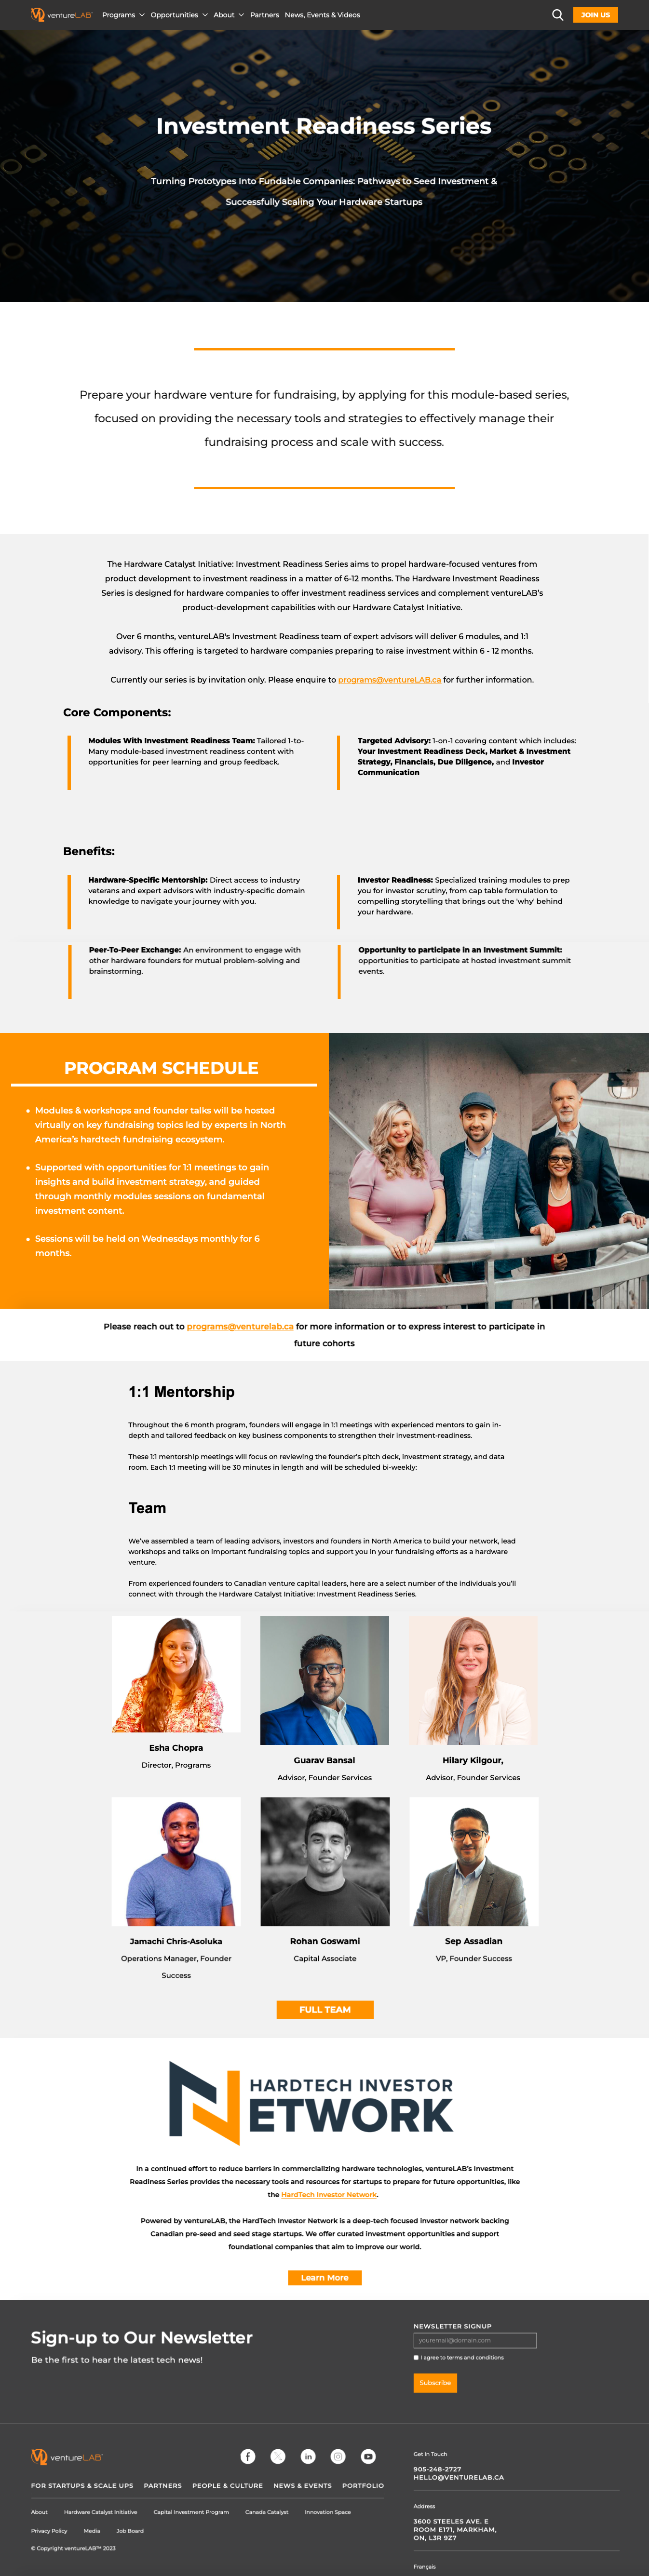 ventureLAB
Programs
Opportunities
About
Partners
News, Events & Videos
JOIN US
Investment Readiness Series
Turning Prototypes Into Fundable Companies: Pathways to Seed Investment &
Successfully Scaling Your Hardware Startups
Prepare your hardware venture for fundraising, by applying for this module-based series,
focused on providing the necessary tools and strategies to effectively manage their
fundraising process and scale with success.
The Hardware Catalyst Initiative: Investment Readiness Series aims to propel hardware-focused ventures from
product development to investment readiness in a matter of 6-12 months. The Hardware Investment Readiness
Series is designed for hardware companies to offer investment readiness services and complement ventureLAB's
product-development capabilities with our Hardware Catalyst Initiative.
Over 6 months, ventureLAB's Investment Readiness team of expert advisors will deliver 6 modules, and 1:1
advisory. This offering is targeted to hardware companies preparing to raise investment within 6 - 12 months.
Currently our series is by invitation only. Please enquire to programs@ventureLAB.ca for further information.
Core Components:
Modules With Investment Readiness Team: Tailored 1-to-
Many module-based investment readiness content with
opportunities for peer learning and group feedback.
Targeted Advisory: 1-on-1 covering content which includes:
Your Investment Readiness Deck, Market & Investment
Strategy, Financials, Due Diligence, and Investor
Communication
Benefits:
Hardware-Specific Mentorship: Direct access to industry
veterans and expert advisors with industry-specific domain
knowledge to navigate your journey with you.
Investor Readiness: Specialized training modules to prep
you for investor scrutiny, from cap table formulation to
compelling storytelling that brings out the 'why' behind
your hardware.
Peer-To-Peer Exchange: An environment to engage with
other hardware founders for mutual problem-solving and
brainstorming.
Opportunity to participate in an Investment Summit:
opportunities to participate at hosted investment summit
events.
PROGRAM SCHEDULE
• Modules & workshops and founder talks will be hosted
virtually on key fundraising topics led by experts in North
America's hardtech fundraising ecosystem.
• Supported with opportunities for 1:1 meetings to gain
insights and build investment strategy, and guided
through monthly modules sessions on fundamental
investment content.
• Sessions will be held on Wednesdays monthly for 6
months.
Please reach out to programs@venturelab.ca for more information or to express interest to participate in
future cohorts
1:1 Mentorship
Throughout the 6 month program, founders will engage in 1:1 meetings with experienced mentors to gain in-
depth and tailored feedback on key business components to strengthen their investment-readiness.
These 1:1 mentorship meetings will focus on reviewing the founder's pitch deck, investment strategy, and data
room. Each 1:1 meeting will be 30 minutes in length and will be scheduled bi-weekly:
Team
We've assembled a team of leading advisors, investors and founders in North America to build your network, lead
workshops and talks on important fundraising topics and support you in your fundraising efforts as a hardware
venture.
From experienced founders to Canadian venture capital leaders, here are a select number of the individuals you'll
connect with through the Hardware Catalyst Initiative: Investment Readiness Series.
Esha Chopra
Director, Programs
Guarav Bansal
Advisor, Founder Services
Hilary Kilgour,
Advisor, Founder Services
Jamachi Chris-Asoluka
Operations Manager, Founder
Success
Rohan Goswami
Capital Associate
Sep Assadian
VP, Founder Success
FULL TEAM
HARDTECH INVESTOR
NETWORK
In a continued effort to reduce barriers in commercializing hardware technologies, ventureLAB's Investment
Readiness Series provides the necessary tools and resources for startups to prepare for future opportunities, like
the HardTech Investor Network.
Powered by ventureLAB, the HardTech Investor Network is a deep-tech focused investor network backing
Canadian pre-seed and seed stage startups. We offer curated investment opportunities and support
foundational companies that aim to improve our world.
Learn More
Sign-up to Our Newsletter
Be the first to hear the latest tech news!
NEWSLETTER SIGNUP
youremail@domain.com
I agree to terms and conditions
Subscribe
ventureLAB
FOR STARTUPS & SCALE UPS
PARTNERS
PEOPLE & CULTURE
NEWS & EVENTS
PORTFOLIO
About
Hardware Catalyst Initiative
Capital Investment Program
Canada Catalyst
Innovation Space
Privacy Policy
Media
Job Board
© Copyright ventureLAB™ 2023
Get In Touch
905-248-2727
HELLO@VENTURELAB.CA
Address
3600 STEELES AVE. E
ROOM E171, MARKHAM,
ON, L3R 9Z7
Français